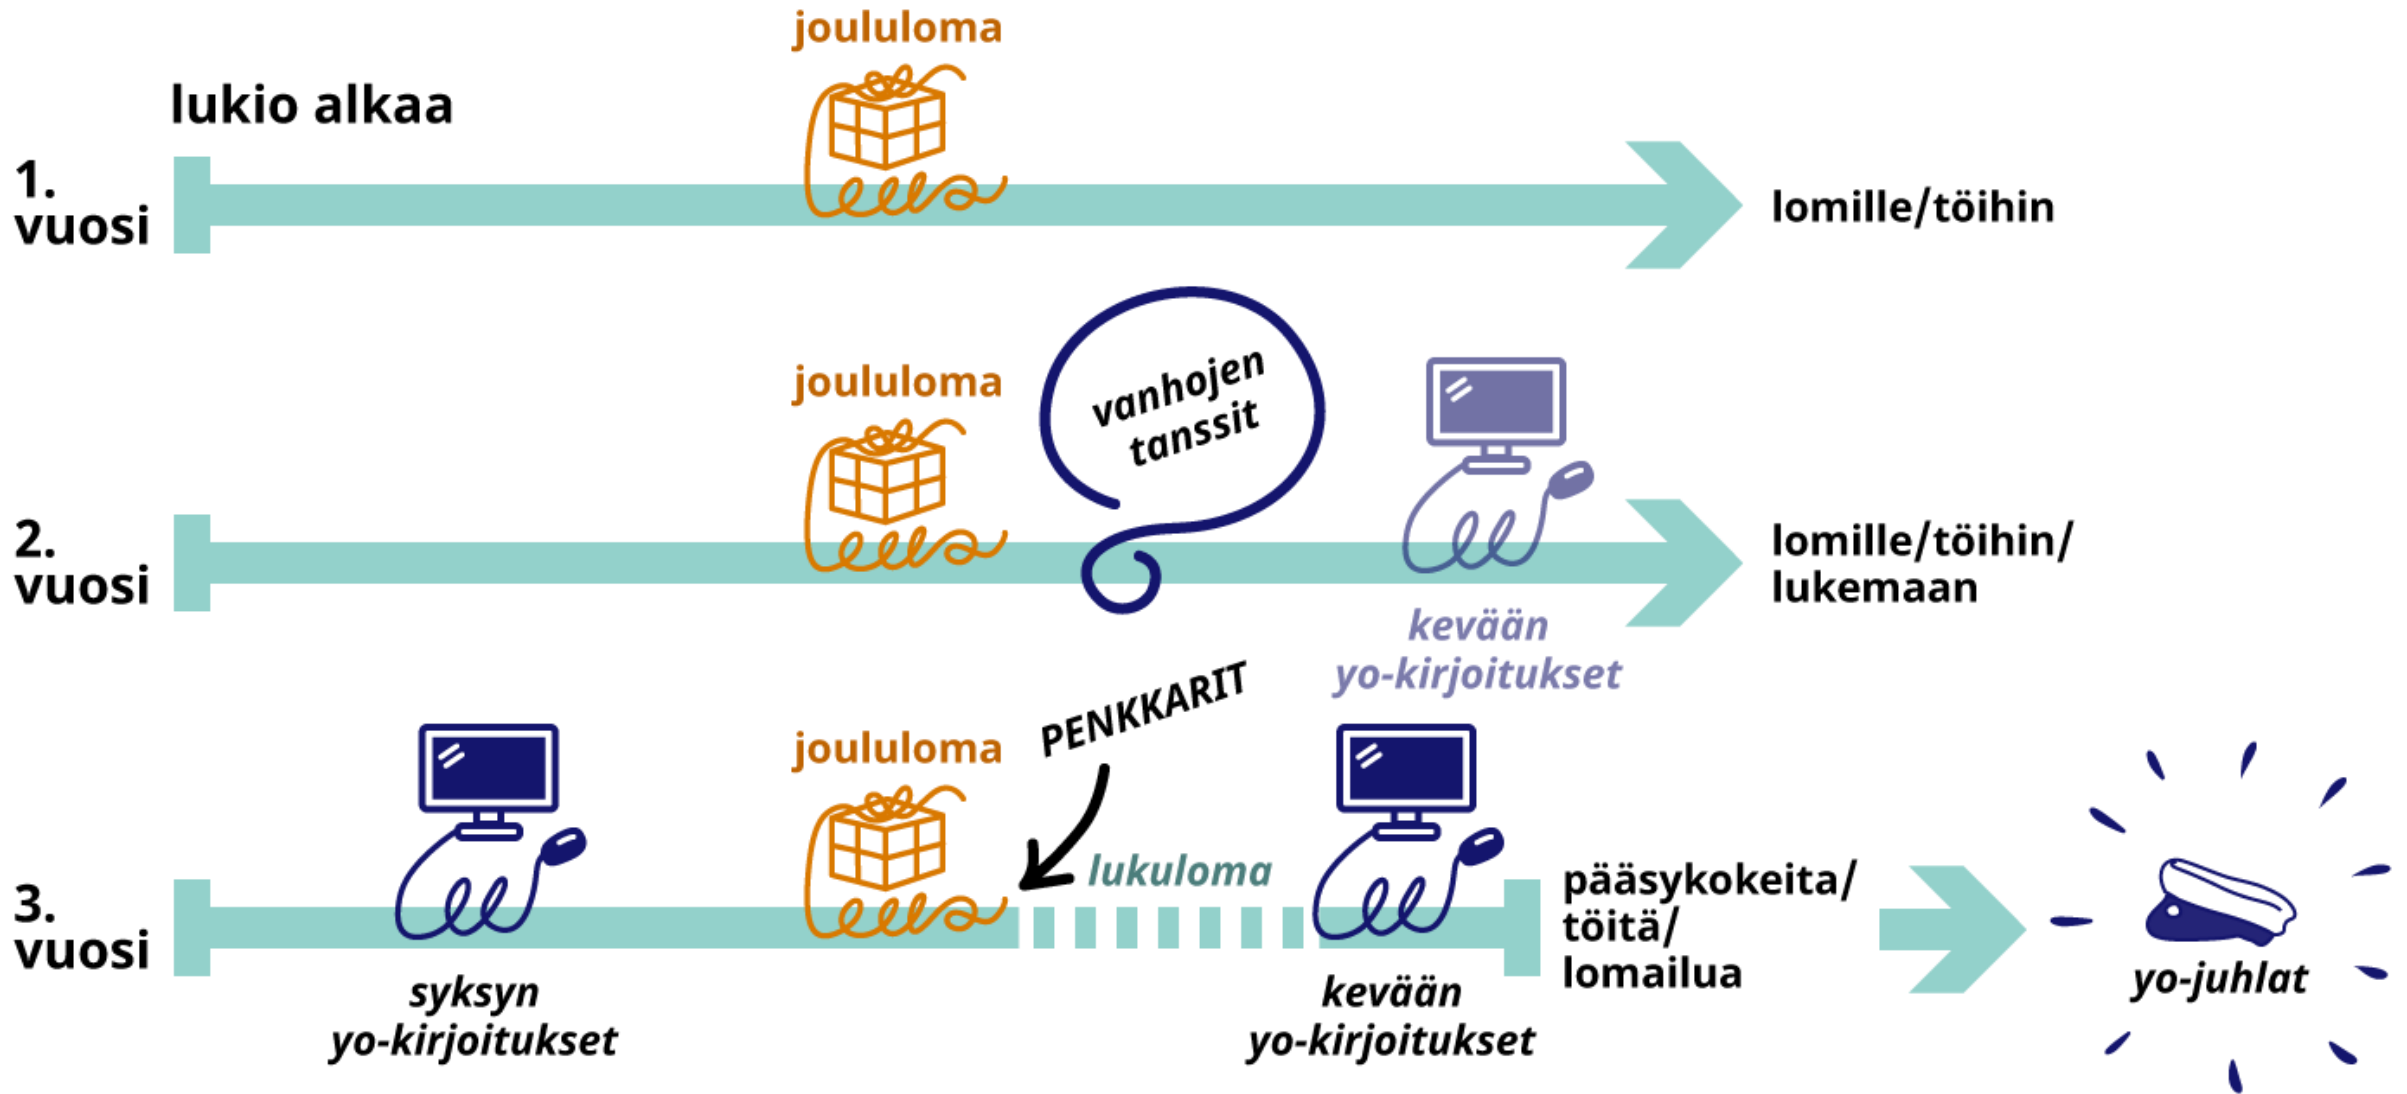 joululoma
lukio alkaa
1.
vuosi
lomille/töihin
joululoma
vanhojen
tanssit
2.
vuosi
lomille/töihin/
lukemaan
kevään
yo-kirjoitukset
PENKKARIT
joululoma
lukuloma
3.
vuosi
pääsykokeita/
töitä/
lomailua
syksyn
yo-kirjoitukset
kevään
yo-kirjoitukset
yo-juhlat